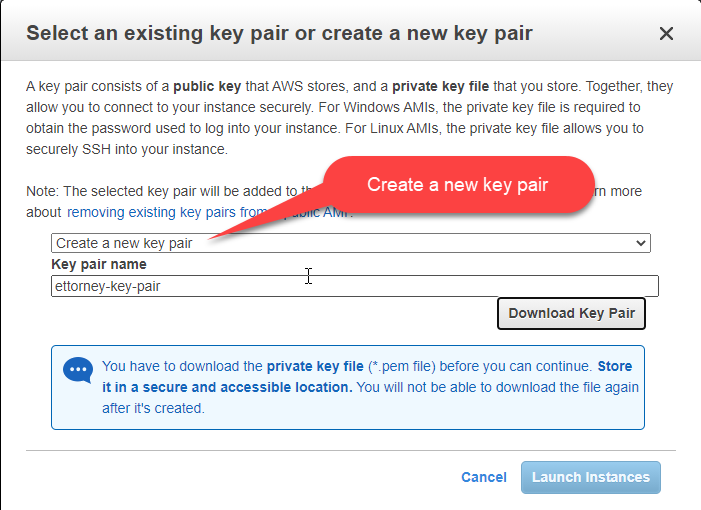 Select an existing key pair or create a new key pair
A key pair consists of a public key that AWS stores, and a private key file that you store. Together, they
allow you to connect to your instance securely. For Windows AMIs, the private key file is required to
obtain the password used to log into your instance. For Linux AMIs, the private key file allows you to
securely SSH into your instance.
Create a new key pair
Note: The selected key pair will be added to more
about removing existing key pairs from AMI.
Create a new key pair
Key pair name
ettorney-key-pair
Download Key Pair
You have to download the private key file (*.pem file) before you can continue. Store
it in a secure and accessible location. You will not be able to download the file again
after it's created.
Cancel
Launch Instances